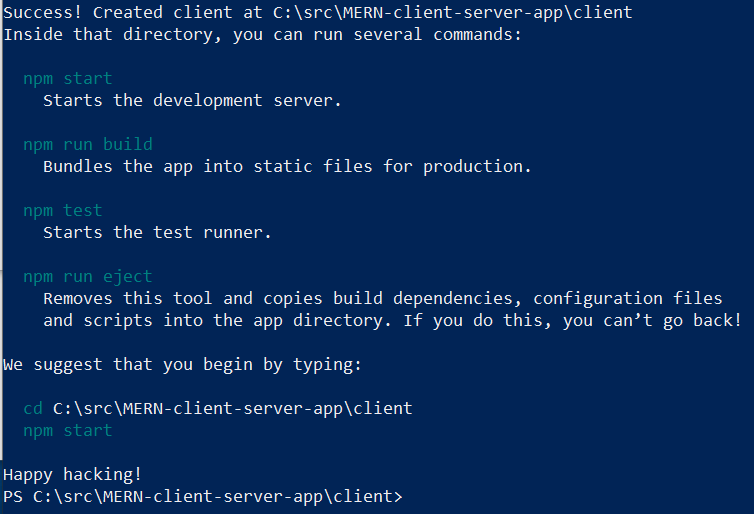 Success! Created client at C:\src\MERN-client-server-app\client
Inside that directory, you can run several commands:
npm start
Starts the development server.
npm run build
Bundles the app into static files for production.
npm test
Starts the test runner.
npm run eject
Removes this tool and copies build dependencies, configuration files
and scripts into the app directory. If you do this, you can’t go back!
We suggest that you begin by typing:
cd C:\src\MERN-client-server-app\client
npm start
Happy hacking!
PS C:\src\MERN-client-server-app\client>